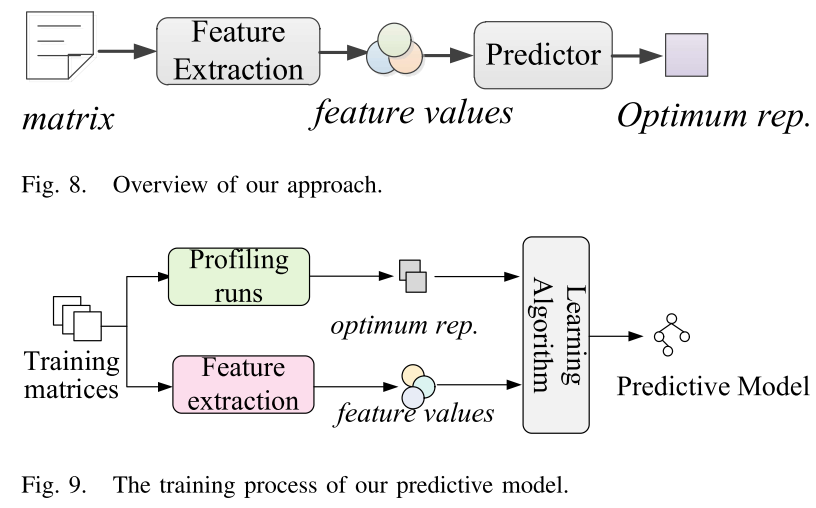 Feature
Extraction
Predictor
matrix
feature values
Optimum rep.
Fig. 8. Overview of our approach.
Profiling
runs
optimum rep.
Training
matrices
Feature
extraction
feature values
Learning
Algorithm
Predictive Model
Fig. 9. The training process of our predictive model.